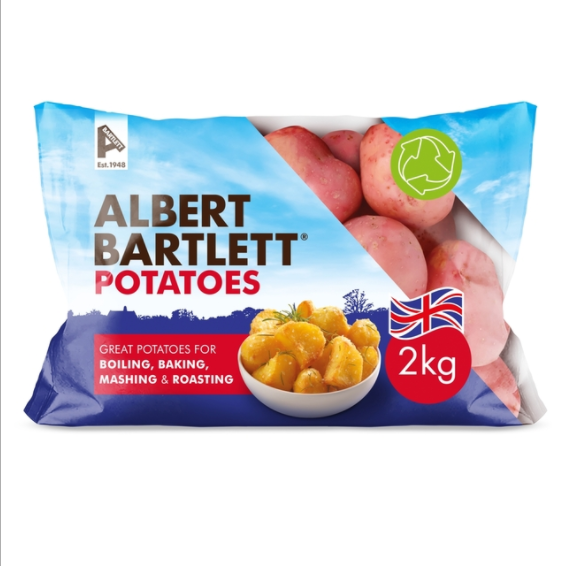 BARTLETT
Est.1948
ALBERT
BARTLETT®
POTATOES
GREAT POTATOES FOR
BOILING, BAKING,
MASHING & ROASTING
2kg